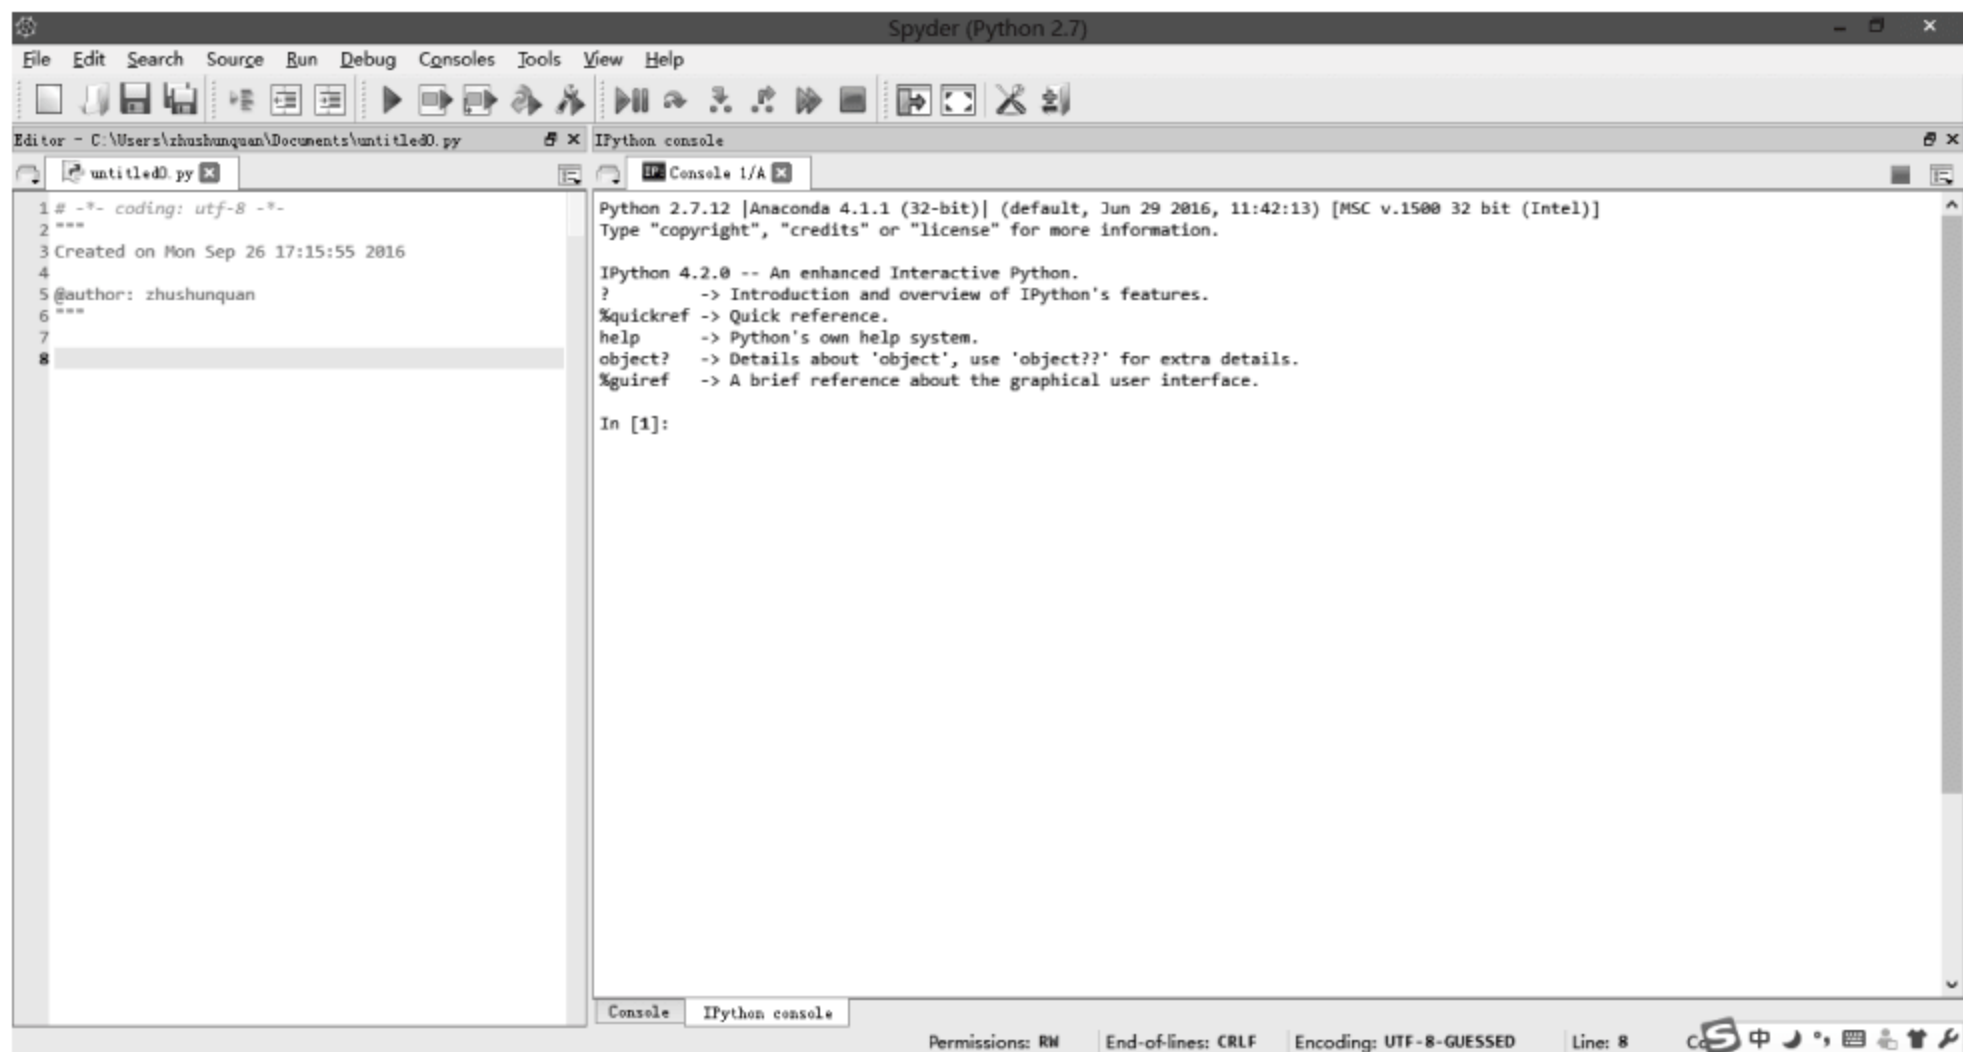 Spyder (Python 2.7)
File Edit Search Source Run Debug Consoles Tools View Help
Editor - C:\Users\zhushunquan\Documents\untitled0.py
IPython console
untitled0.py
Console 1/A
1 # -*- coding: utf-8 -*-
2 """
3 Created on Mon Sep 26 17:15:55 2016
4
5 @author: zhushunquan
6 """
7
8
Python 2.7.12 |Anaconda 4.1.1 (32-bit)| (default, Jun 29 2016, 11:42:13) [MSC v.1500 32 bit (Intel)]
Type "copyright", "credits" or "license" for more information.
IPython 4.2.0 -- An enhanced Interactive Python.
?         -> Introduction and overview of IPython's features.
%quickref -> Quick reference.
help      -> Python's own help system.
object?   -> Details about 'object', use 'object??' for extra details.
%guiref   -> A brief reference about the graphical user interface.
In [1]:
Console IPython console
Permissions: RW End-of-lines: CRLF Encoding: UTF-8-GUESSED Line: 8 中